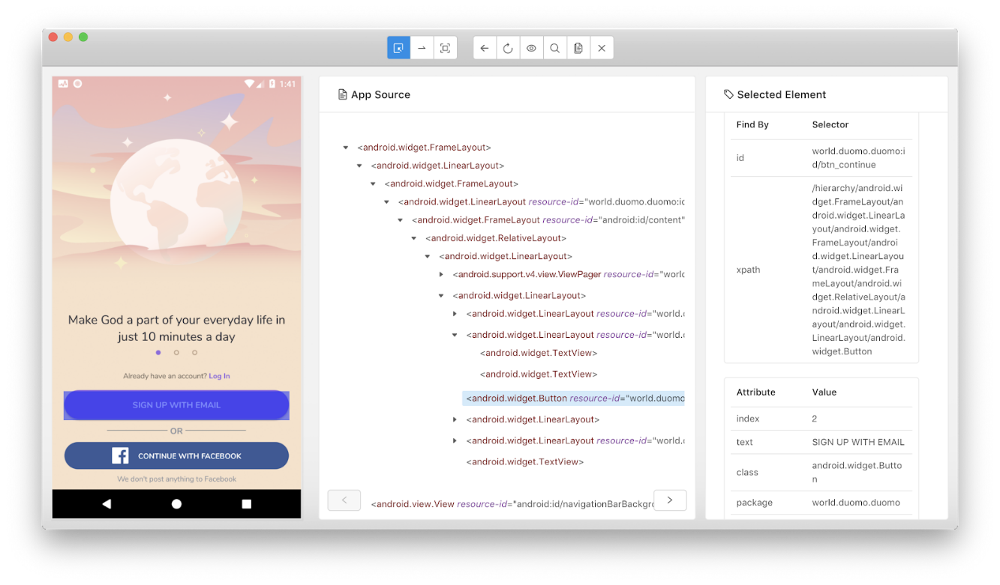 1:41
Make God a part of your everyday life in
just 10 minutes a day
Already have an account? Log In
SIGN UP WITH EMAIL
OR
CONTINUE WITH FACEBOOK
We don't post anything to Facebook
App Source
<android.widget.FrameLayout>
<android.widget.LinearLayout>
<android.widget.FrameLayout>
<android.widget.LinearLayout resource-id="world.duomo.duomo:id
<android.widget.FrameLayout resource-id="android:id/content"
<android.widget.RelativeLayout>
<android.widget.LinearLayout>
<android.support.v4.view.ViewPager resource-id="world
<android.widget.LinearLayout>
<android.widget.LinearLayout resource-id="world.
<android.widget.LinearLayout resource-id="world.
<android.widget.TextView>
<android.widget.TextView>
<android.widget.Button resource-id="world.duomo
<android.widget.LinearLayout>
<android.widget.LinearLayout resource-id="world.
<android.widget.TextView>
<android.view.View resource-id="android:id/navigationBarBackgr
Selected Element
Find By Selector
id world.duomo.duomo:i
d/btn_continue
/hierarchy/android.wi
dget.FrameLayout/an
droid.widget.LinearLa
yout/android.widget.
FrameLayout/androi
d.widget.LinearLayou
t/android.widget.Fra
xpath meLayout/android.wi
dget.RelativeLayout/a
ndroid.widget.LinearL
ayout/android.widget.
LinearLayout/android.
widget.Button
Attribute Value
index 2
text SIGN UP WITH EMAIL
class android.widget.Butto
n
package world.duomo.duomo